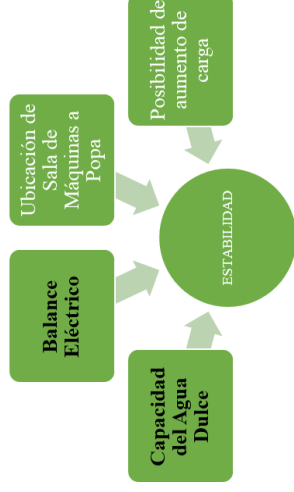 Capacidad
del Agua
Dulce
Balance
Eléctrico
Ubicación de
Sala de
Máquinas a
Popa
Posibilidad de
aumento de
carga
ESTABILIDAD